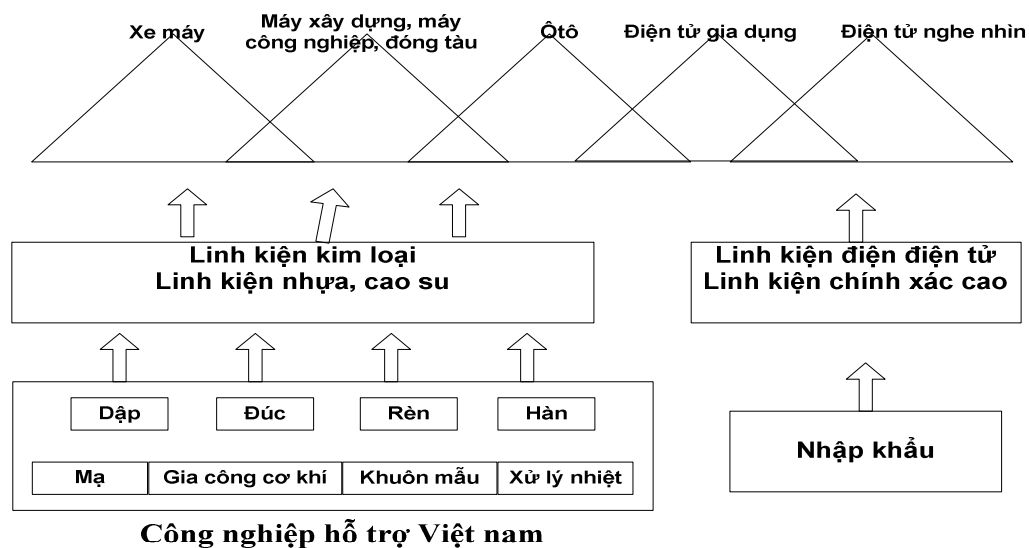 Xe máy
Máy xây dựng, máy
công nghiệp, đóng tàu
Ôtô
Điện tử gia dụng
Điện tử nghe nhìn
Linh kiện kim loại
Linh kiện nhựa, cao su
Linh kiện điện điện tử
Linh kiện chính xác cao
Dập
Đúc
Rèn
Hàn
Mạ
Gia công cơ khí
Khuôn mẫu
Xử lý nhiệt
Nhập khẩu
Công nghiệp hỗ trợ Việt nam